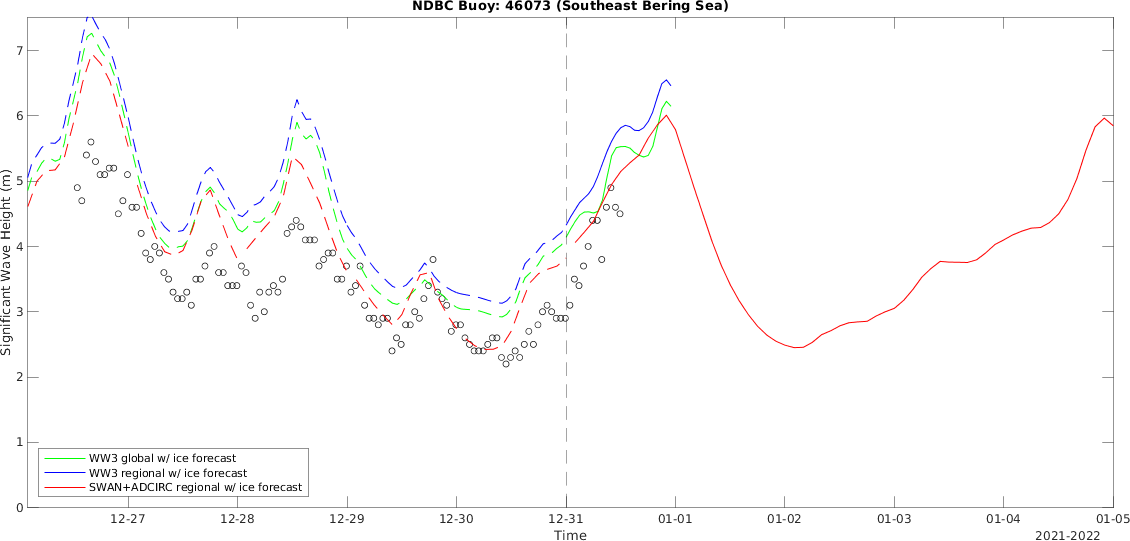 NDBC Buoy: 46073 (Southeast Bering Sea)
Significant Wave Height (m)
7
6
5
4
3
2
1
0
WW3 global w/ ice forecast
WW3 regional w/ ice forecast
SWAN+ADCIRC regional w/ ice forecast
12-27 12-28 12-29 12-30 12-31 01-01 01-02 01-03 01-04 01-05
Time
2021-2022